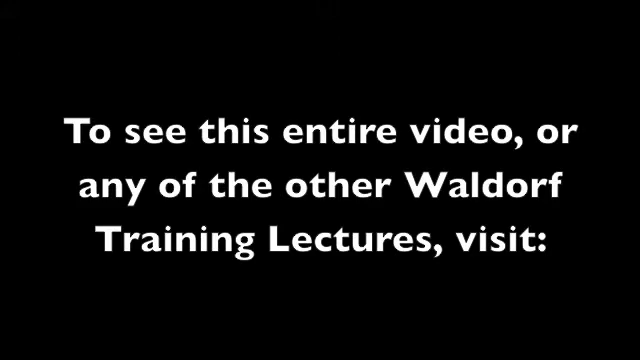 To see this entire video, or
any of the other Waldorf
Training Lectures, visit: